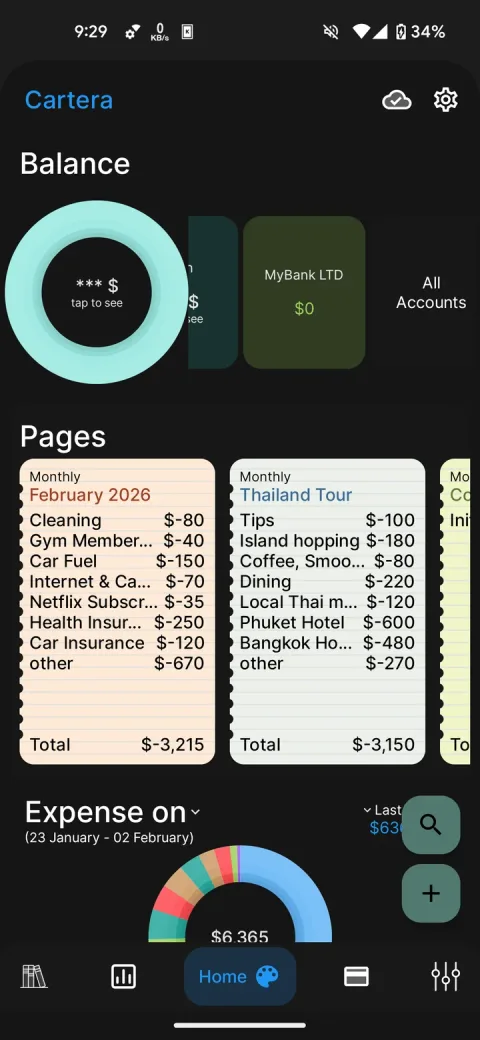 9:29
0
KB/s
34%
Cartera
Balance
*** $
tap to see
$
see
MyBank LTD
$0
All
Accounts
Pages
Monthly
February 2026
Cleaning $-80
Gym Member... $-40
Car Fuel $-150
Internet & Ca... $-70
Netflix Subscr... $-35
Health Insur... $-250
Car Insurance $-120
other $-670
Total $-3,215
Monthly
Thailand Tour
Tips $-100
Island hopping $-180
Coffee, Smoo... $-80
Dining $-220
Local Thai m... $-120
Phuket Hotel $-600
Bangkok Ho... $-480
other $-270
Total $-3,150
Mo
Co
Ini
To
Expense on
(23 January - 02 February)
Last
$63
$6,365
Home